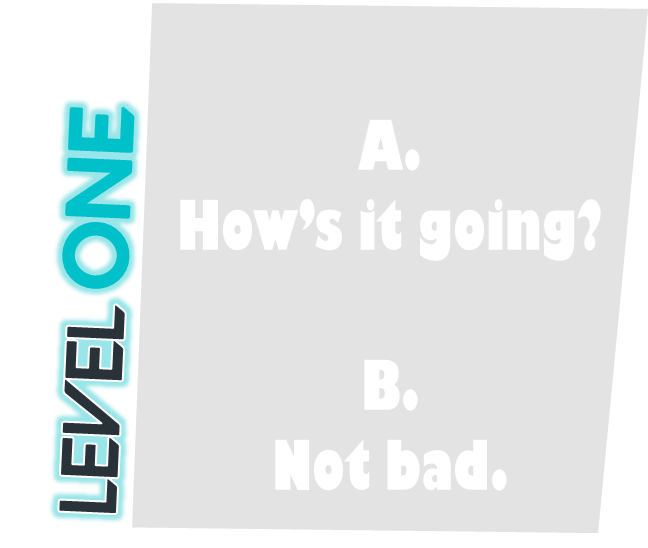 LEVEL ONE
A.
How's it going?
B.
Not bad.